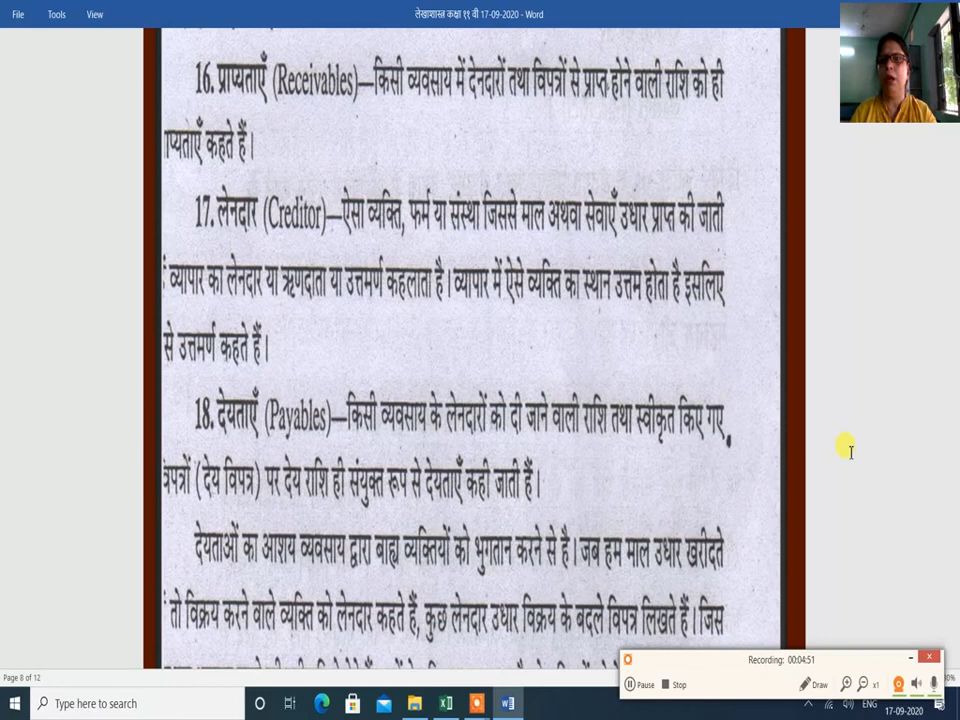 File Tools View लेखाशास्त्र कक्षा ११ वी 17-09-2020 - Word
16. प्राप्यताएँ (Receivables)—किसी व्यवसाय में देनदारों तथा विपत्रों से प्राप्त होने वाली राशि को ही
प्यताएँ कहते हैं।
17. लेनदार (Creditor)—ऐसा व्यक्ति, फर्म या संस्था जिससे माल अथवा सेवाएँ उधार प्राप्त की जाती
व्यापार का लेनदार या ऋणदाता या उत्तमर्ण कहलाता है। व्यापार में ऐसे व्यक्ति का स्थान उत्तम होता है इसलिए
से उत्तमर्ण कहते हैं।
18. देयताएँ (Payables)—किसी व्यवसाय के लेनदारों को दी जाने वाली राशि तथा स्वीकृत किए गए
पत्रों (देय विपत्र) पर देय राशि ही संयुक्त रूप से देयताएँ कही जाती हैं।
देयताओं का आशय व्यवसाय द्वारा बाह्य व्यक्तियों को भुगतान करने से है। जब हम माल उधार खरीदते
तो विक्रय करने वाले व्यक्ति को लेनदार कहते हैं, कुछ लेनदार उधार विक्रय के बदले विपत्र लिखते हैं। जिस
Recording: 00:04:51
Pause Stop Draw x1
Page 8 of 12
Type here to search
ENG
17-09-2020